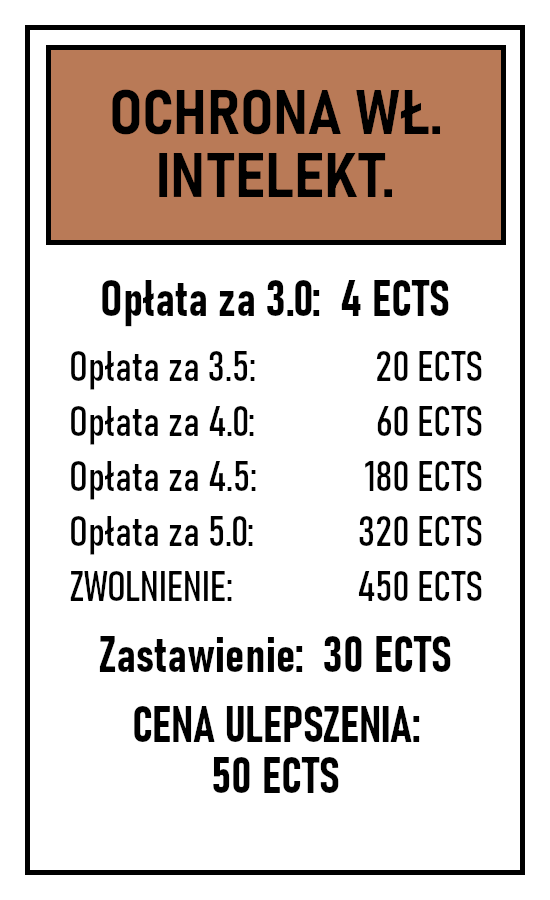 OCHRONA WŁ.
INTELEKT.
Opłata za 3.0: 4 ECTS
Opłata za 3.5: 20 ECTS
Opłata za 4.0: 60 ECTS
Opłata za 4.5: 180 ECTS
Opłata za 5.0: 320 ECTS
ZWOLNIENIE: 450 ECTS
Zastawienie: 30 ECTS
CENA ULEPSZENIA:
50 ECTS